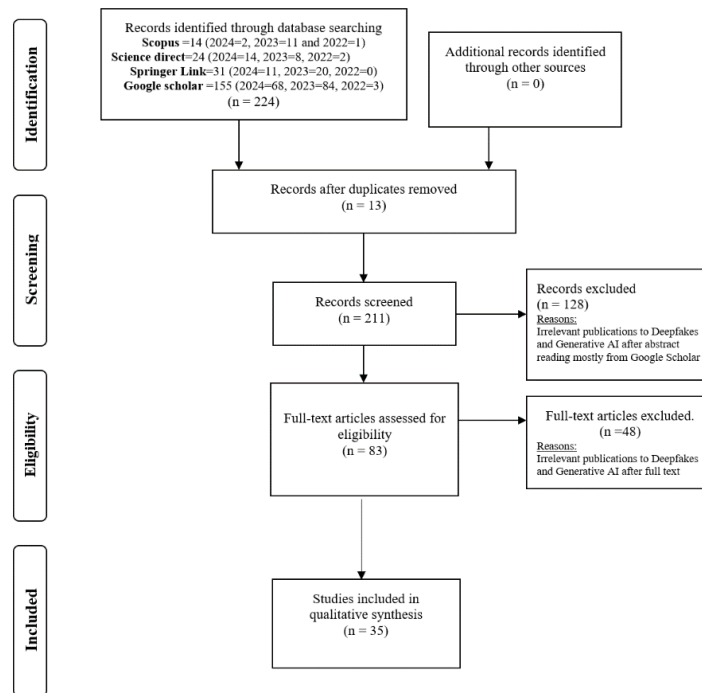 Identification
Records identified through database searching
Scopus =14 (2024=2, 2023=11 and 2022=1)
Science direct=24 (2024=14, 2023=8, 2022=2)
Springer Link=31 (2024=11, 2023=20, 2022=0)
Google scholar =155 (2024=68, 2023=84, 2022=3)
(n = 224)
Additional records identified
through other sources
(n = 0)
Records after duplicates removed
(n = 13)
Screening
Records screened
(n = 211)
Records excluded
(n = 128)
Reasons:
Irrelevant publications to Deepfakes
and Generative AI after abstract
reading mostly from Google Scholar
Eligibility
Full-text articles assessed for
eligibility
(n = 83)
Full-text articles excluded.
(n =48)
Reasons:
Irrelevant publications to Deepfakes
and Generative AI after full text
Included
Studies included in
qualitative synthesis
(n = 35)